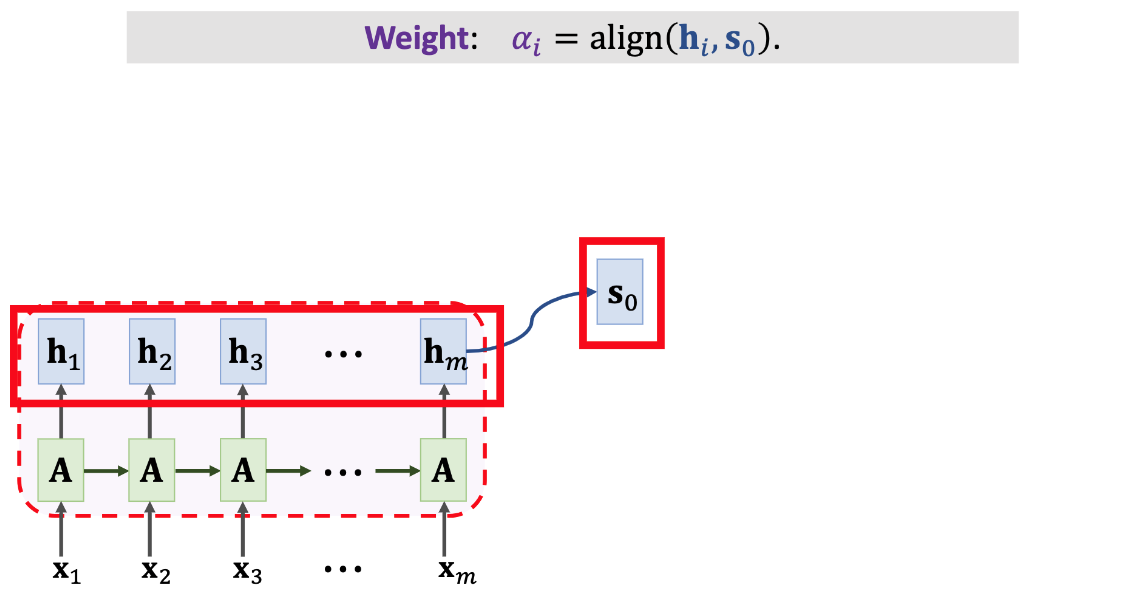 Weight: αᵢ = align(hᵢ, s₀).
s₀
h₁ h₂ h₃ ⋯ hₘ
A A A ⋯ A
x₁ x₂ x₃ ⋯ xₘ